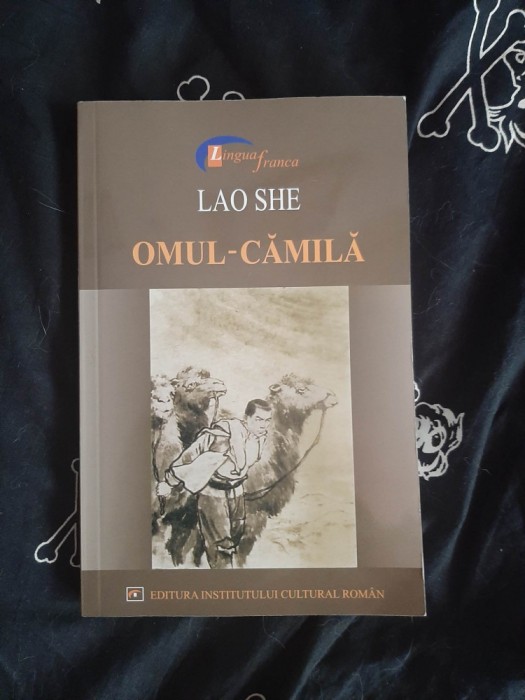 Lingua franca
LAO SHE
OMUL-CĂMILĂ
EDITURA INSTITUTULUI CULTURAL ROMÂN